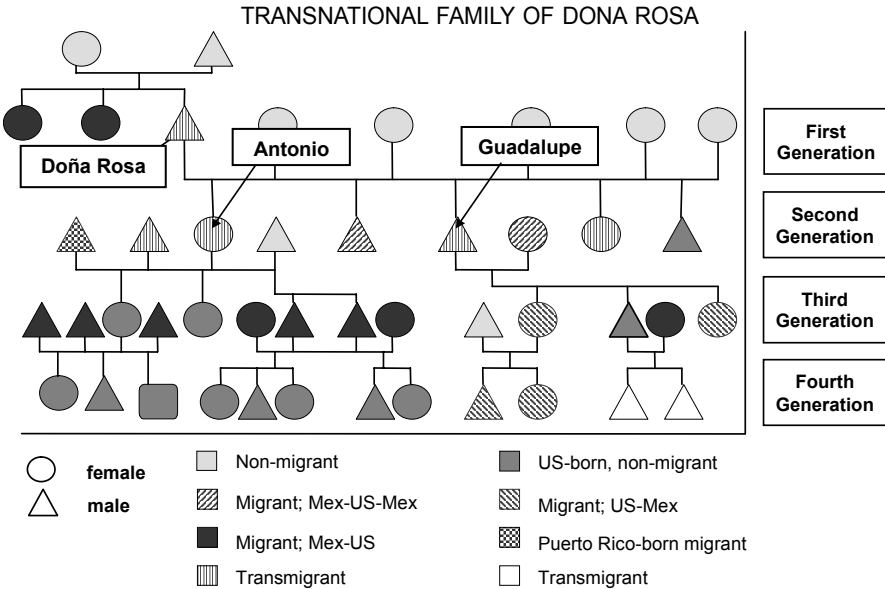 TRANSNATIONAL FAMILY OF DONA ROSA
Doña Rosa
Antonio
Guadalupe
First
Generation
Second
Generation
Third
Generation
Fourth
Generation
female
male
Non-migrant
Migrant; Mex-US-Mex
Migrant; Mex-US
Transmigrant
US-born, non-migrant
Migrant; US-Mex
Puerto Rico-born migrant
Transmigrant